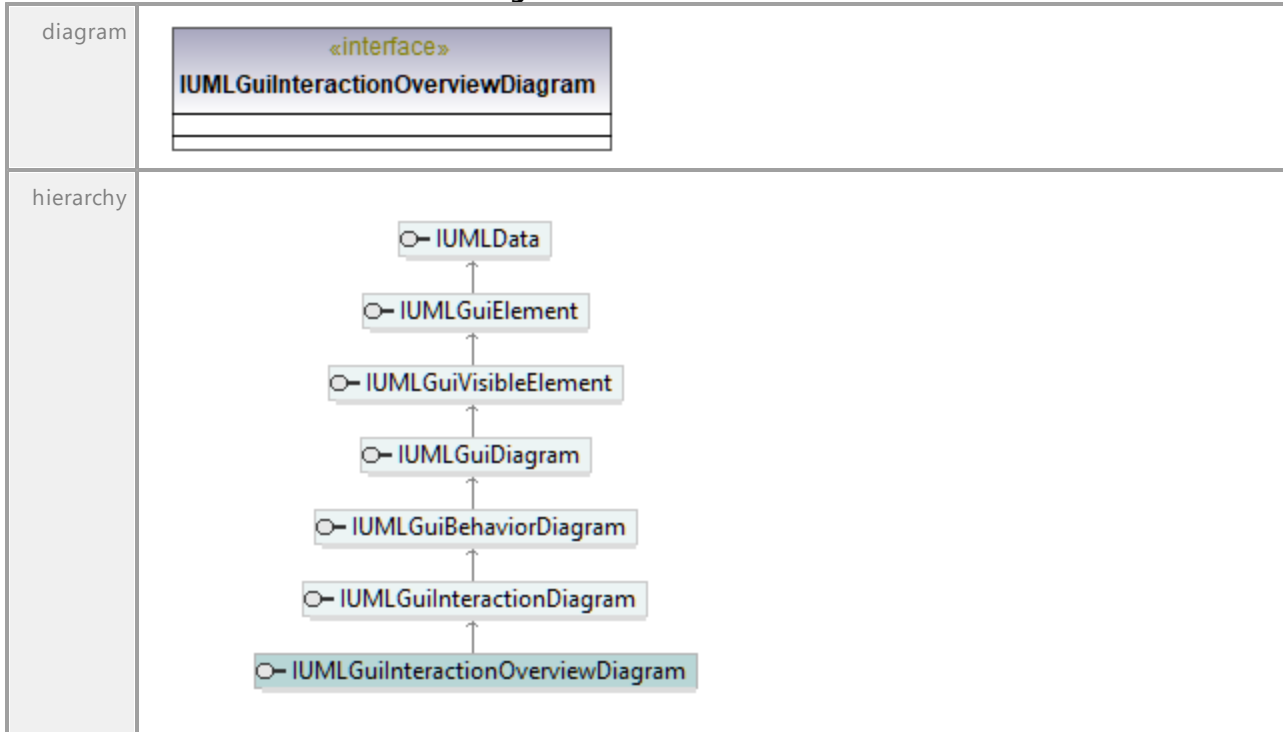 diagram
«interface»
IUMLGuiInteractionOverviewDiagram
hierarchy
IUMLData
IUMLGuiElement
IUMLGuiVisibleElement
IUMLGuiDiagram
IUMLGuiBehaviorDiagram
IUMLGuiInteractionDiagram
IUMLGuiInteractionOverviewDiagram